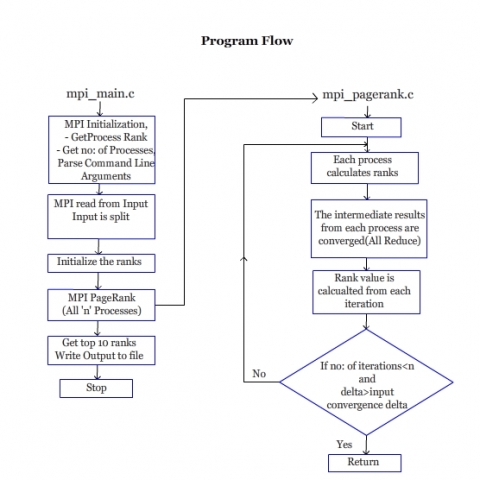 Program Flow
mpi_main.c
MPI Initialization,
- GetProcess Rank
- Get no: of Processes,
Parse Command Line
Arguments
MPI read from Input
Input is split
Initialize the ranks
MPI PageRank
(All 'n' Processes)
Get top 10 ranks
Write Output to file
Stop
mpi_pagerank.c
Start
Each process
calculates ranks
The intermediate results
from each process are
converged(All Reduce)
Rank value is
calcualted from each
iteration
If no: of iterations<n
and
delta>input
convergence delta
No
Yes
Return